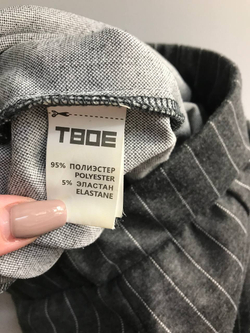 ТВОЕ
95% ПОЛИЭСТЕР
POLYESTER
5% ЭЛАСТАН
ELASTANE